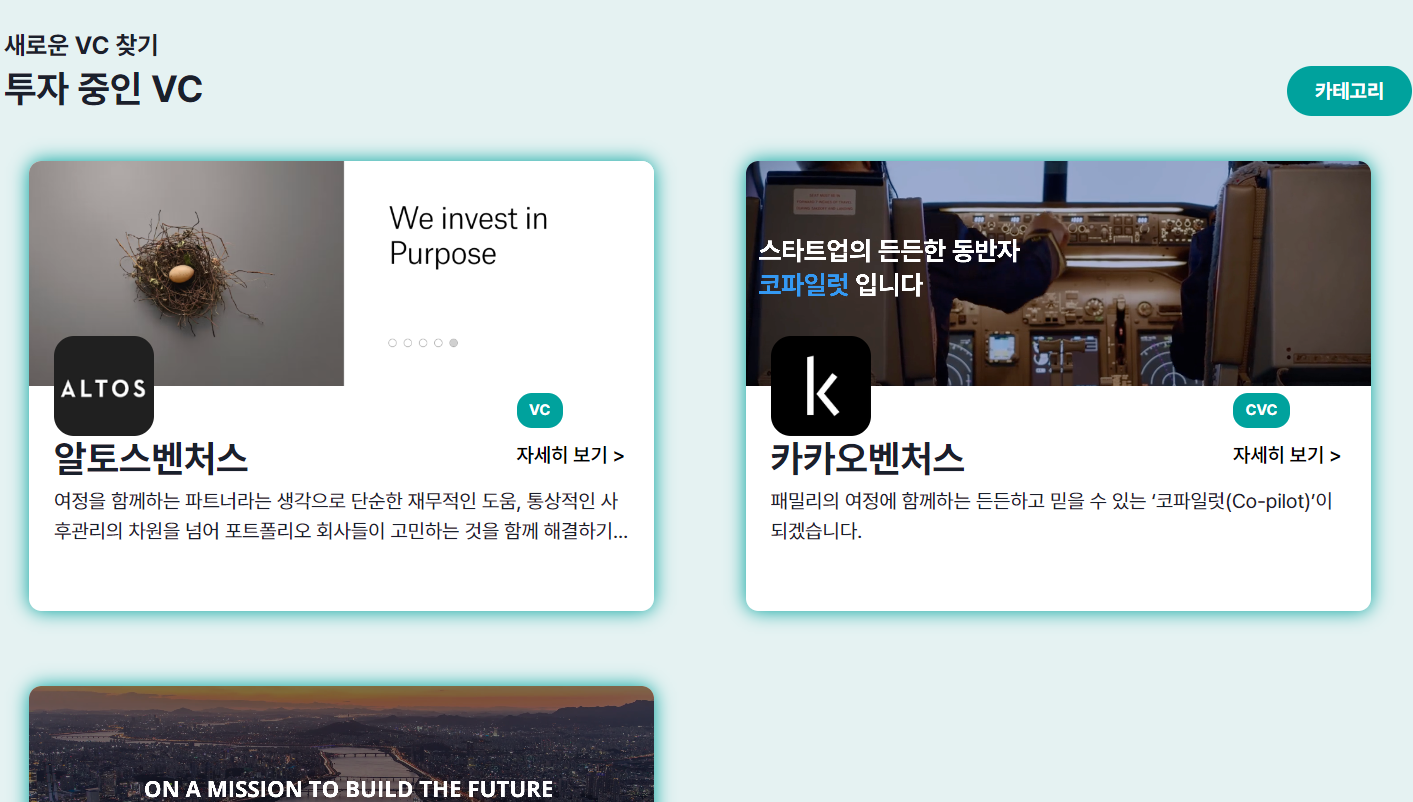 새로운 VC 찾기
투자 중인 VC
카테고리
We invest in
Purpose
ALTOS
VC
알토스벤처스
자세히 보기 >
여정을 함께하는 파트너라는 생각으로 단순한 재무적인 도움, 통상적인 사
후관리의 차원을 넘어 포트폴리오 회사들이 고민하는 것을 함께 해결하기...
스타트업의 든든한 동반자
코파일럿 입니다
k
CVC
카카오벤처스
자세히 보기 >
패밀리의 여정에 함께하는 든든하고 믿을 수 있는 ‘코파일럿(Co-pilot)’이
되겠습니다.
ON A MISSION TO BUILD THE FUTURE